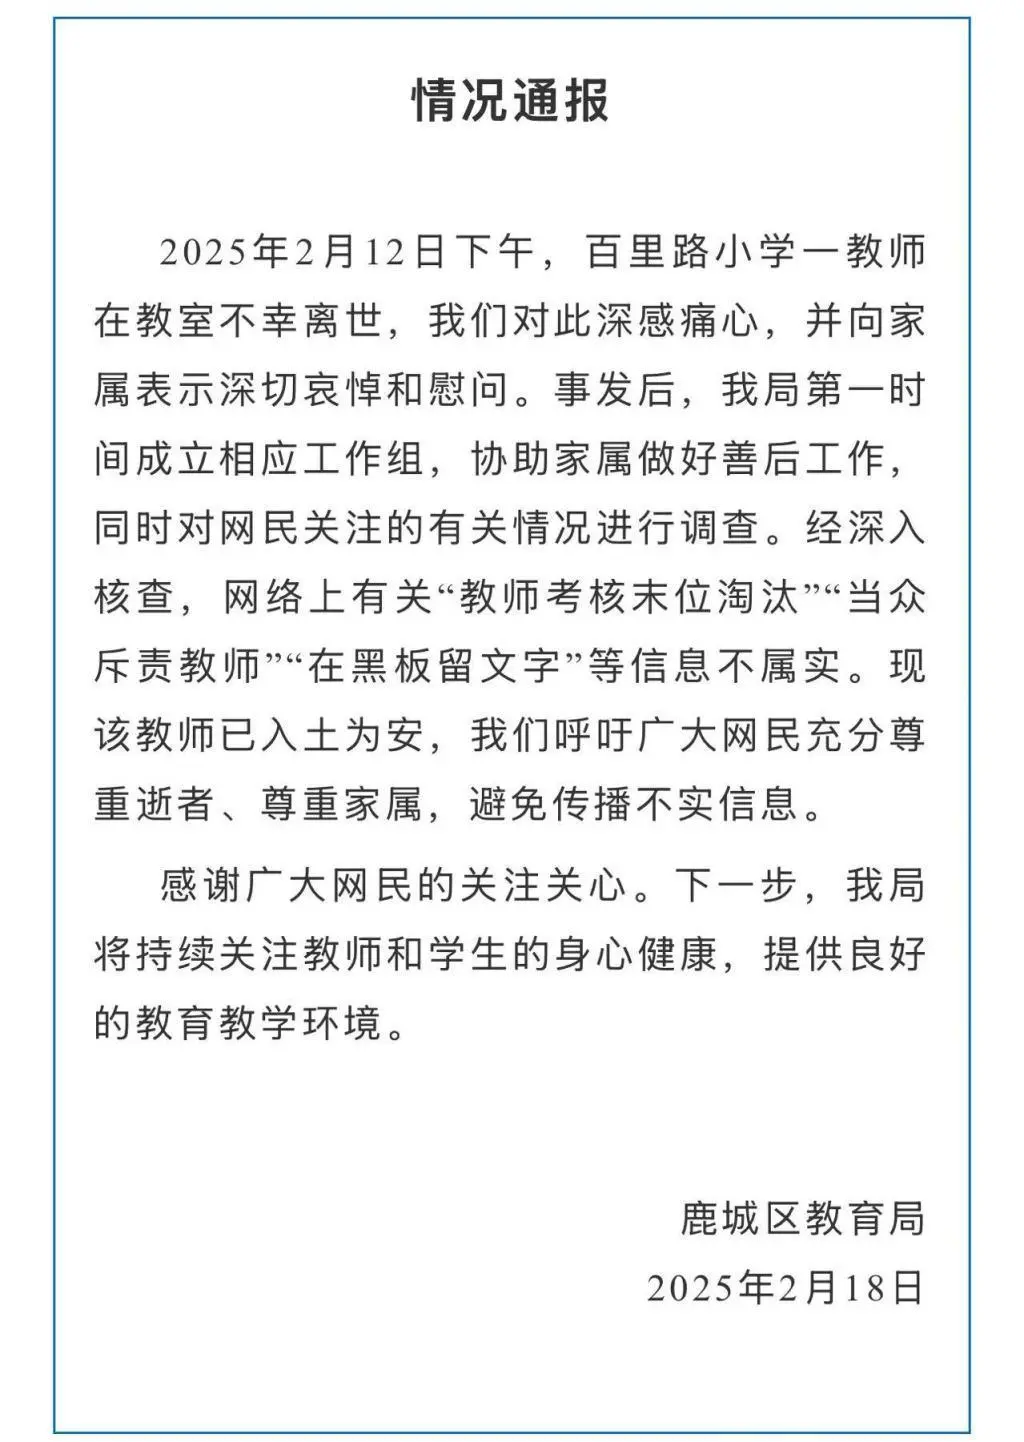 情况通报
2025年2月12日下午，百里路小学一教师
在教室不幸离世，我们对此深感痛心，并向家
属表示深切哀悼和慰问。事发后，我局第一时
间成立相应工作组，协助家属做好善后工作，
同时对网民关注的有关情况进行调查。经深入
核查，网络上有关“教师考核末位淘汰”“当众
斥责教师”“在黑板留文字”等信息不属实。现
该教师已入土为安，我们呼吁广大网民充分尊
重逝者、尊重家属，避免传播不实信息。
感谢广大网民的关注关心。下一步，我局
将持续关注教师和学生的身心健康，提供良好
的教育教学环境。
鹿城区教育局
2025年2月18日